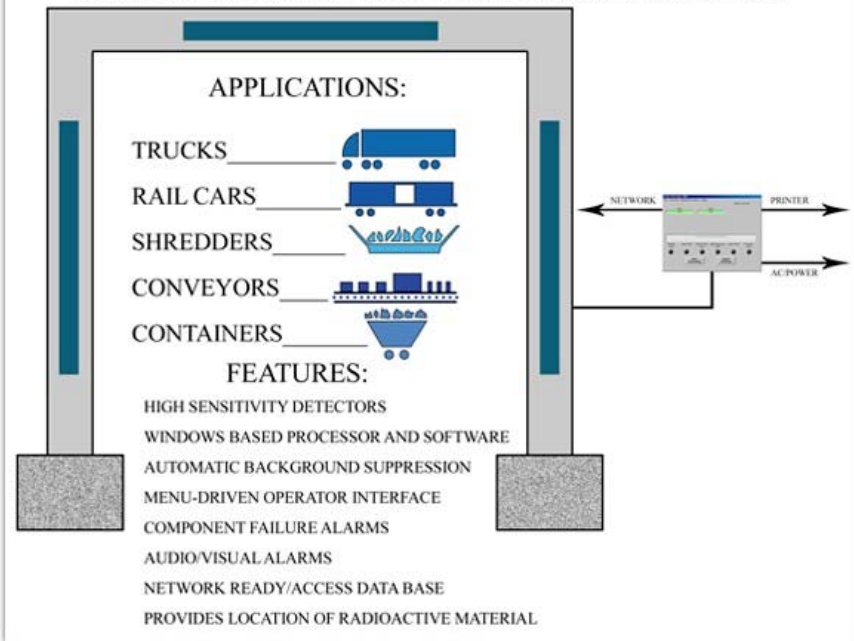 APPLICATIONS:
TRUCKS
RAIL CARS
SHREDDERS
CONVEYORS
CONTAINERS
FEATURES:
HIGH SENSITIVITY DETECTORS
WINDOWS BASED PROCESSOR AND SOFTWARE
AUTOMATIC BACKGROUND SUPPRESSION
MENU-DRIVEN OPERATOR INTERFACE
COMPONENT FAILURE ALARMS
AUDIO/VISUAL ALARMS
NETWORK READY/ACCESS DATA BASE
PROVIDES LOCATION OF RADIOACTIVE MATERIAL
NETWORK
PRINTER
AC/POWER